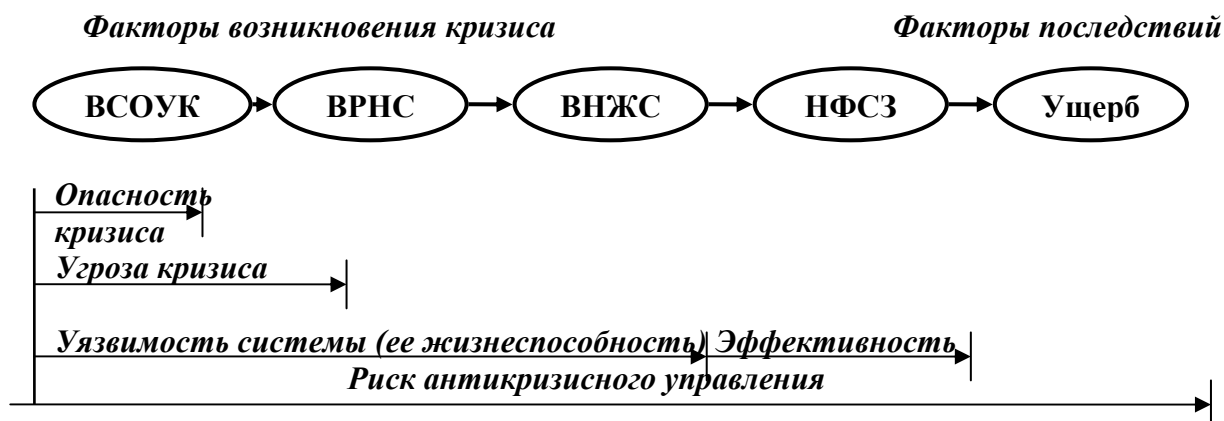 Факторы возникновения кризиса Факторы последствий
ВСОУК ВРНС ВНЖС НФСЗ Ущерб
Опасность
кризиса
Угроза кризиса
Уязвимость системы (ее жизнеспособность) Эффективность
Риск антикризисного управления